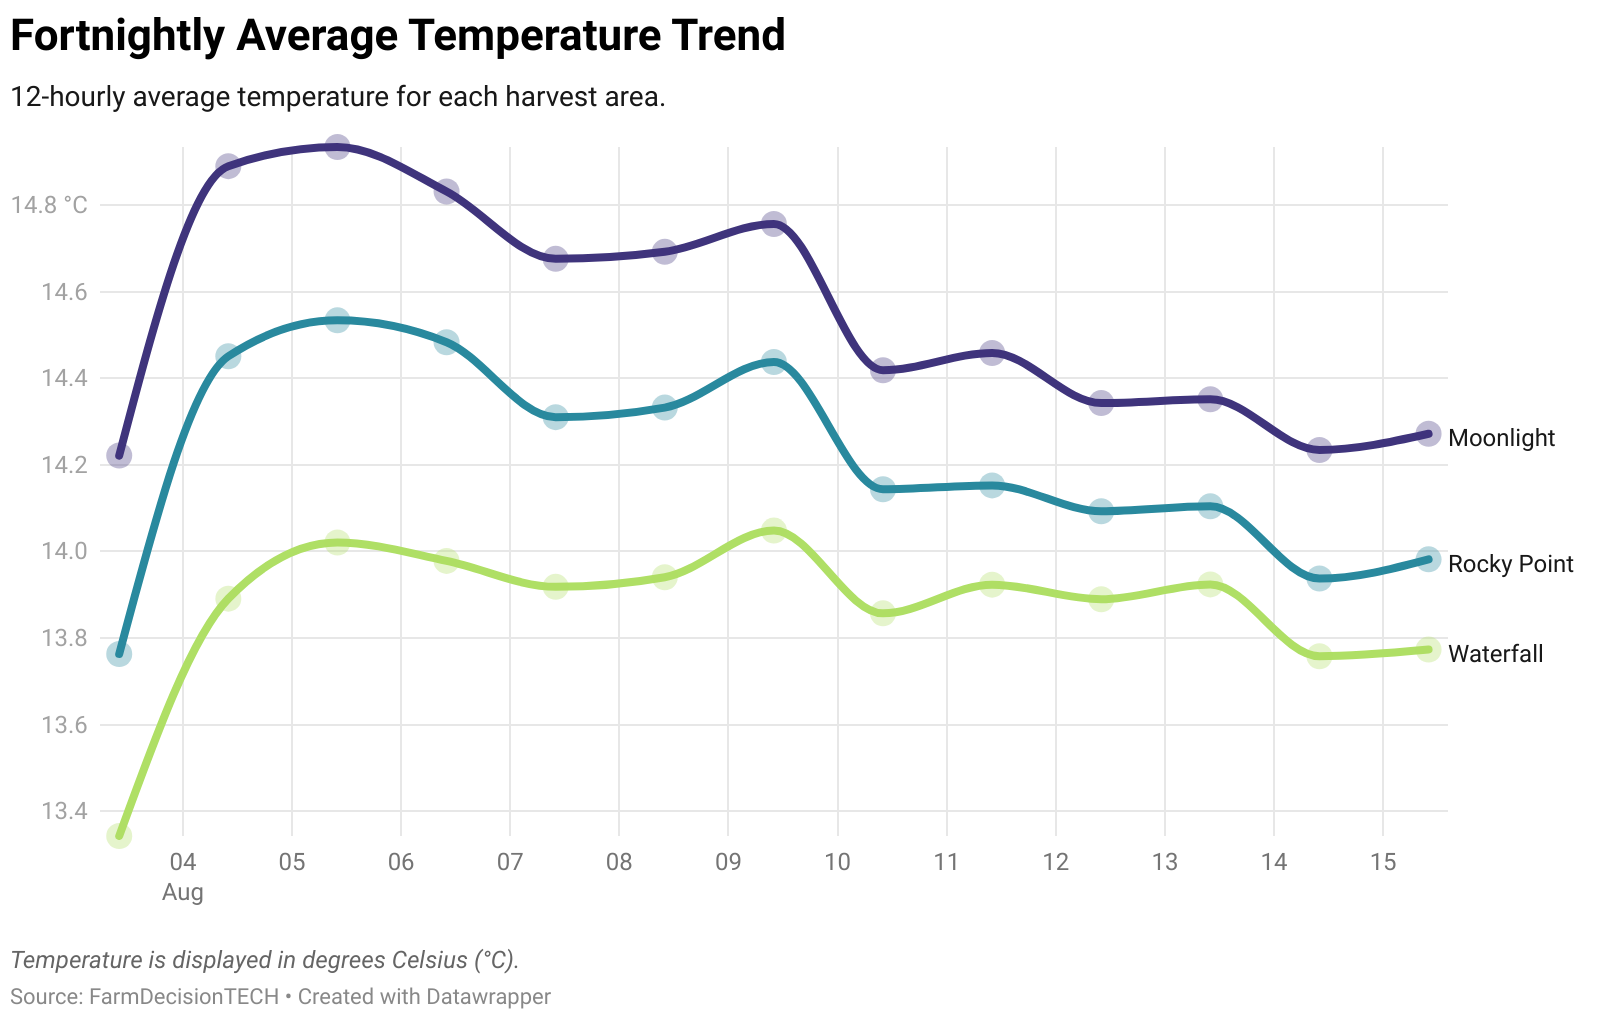 Fortnightly Average Temperature Trend
12-hourly average temperature for each harvest area.
14.8 °C
14.6
14.4
14.2
14.0
13.8
13.6
13.4
Moonlight
Rocky Point
Waterfall
04 05 06 07 08 09 10 11 12 13 14 15
Aug
Temperature is displayed in degrees Celsius (°C).
Source: FarmDecisionTECH • Created with Datawrapper